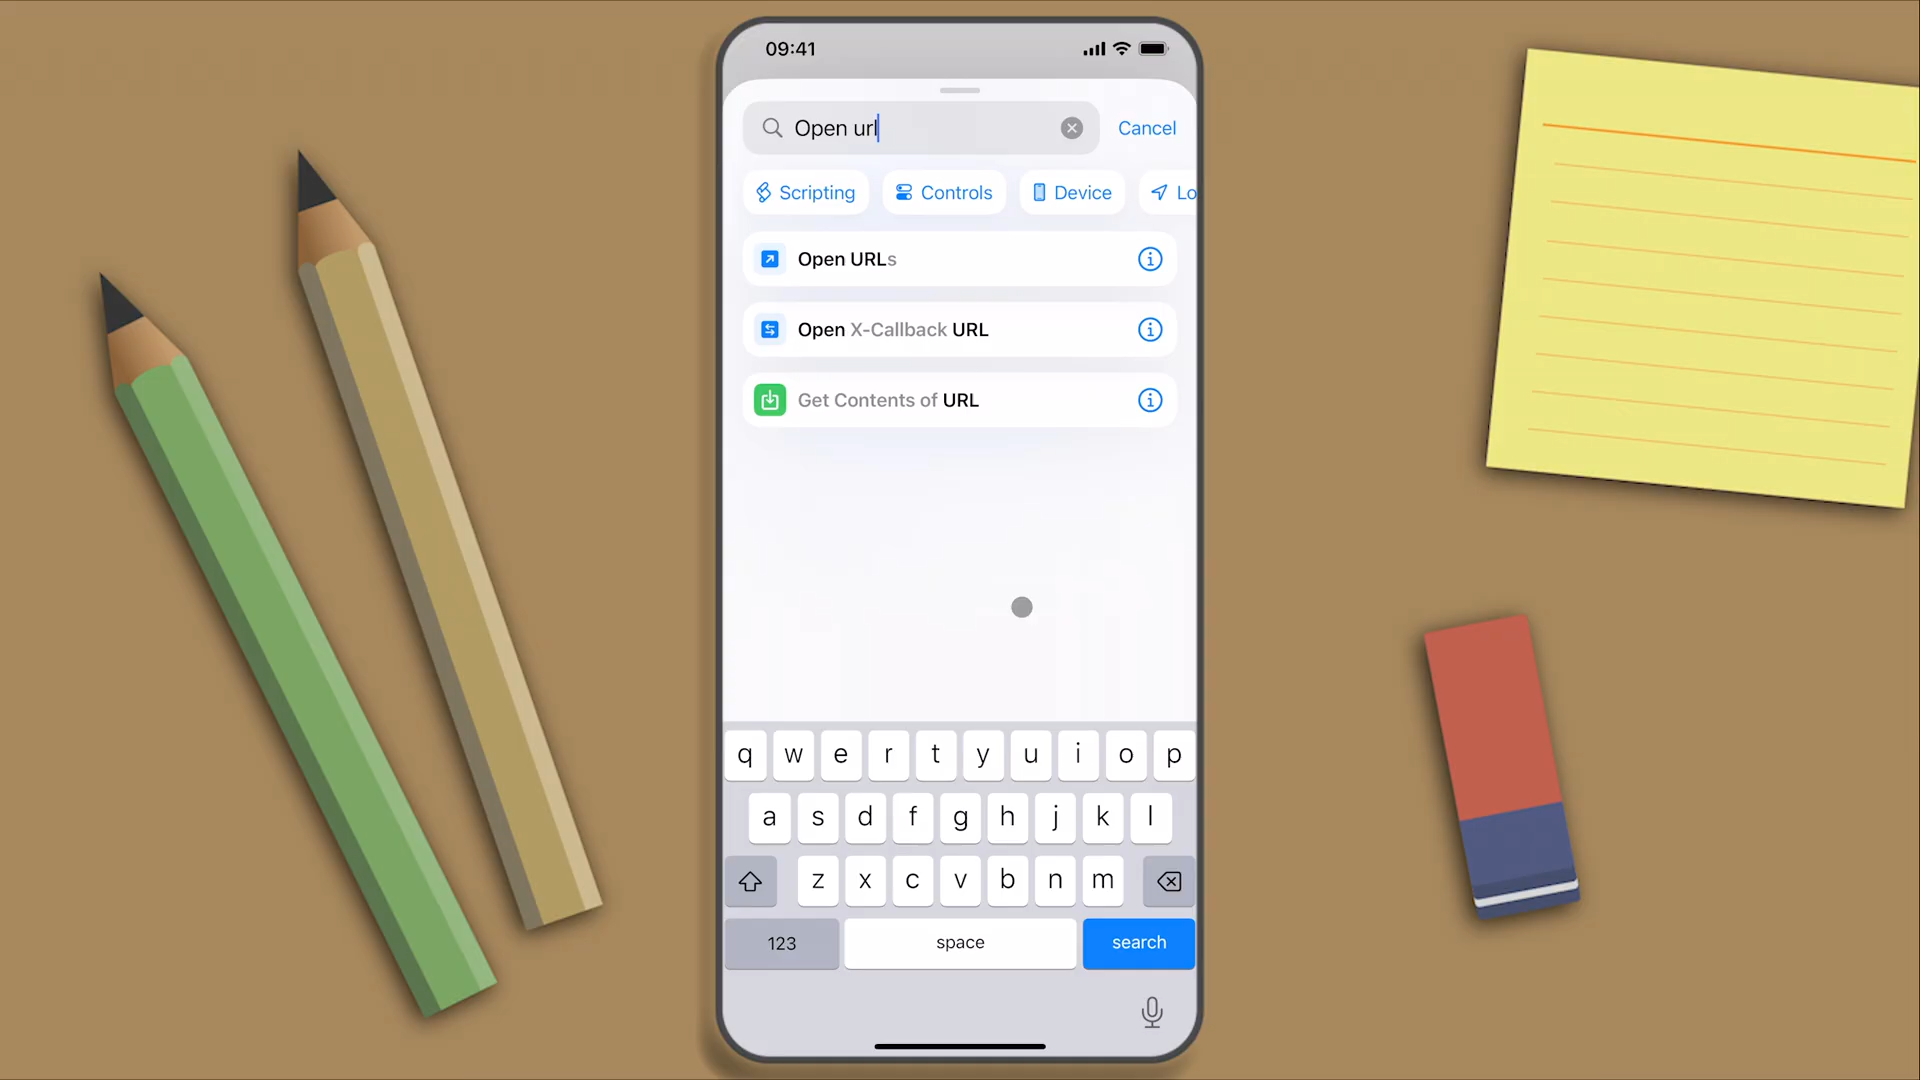 09:41
Open url
Cancel
Scripting
Controls
Device
Lo
Open URLs
Open X-Callback URL
Get Contents of URL
q w e r t y u i o p
a s d f g h j k l
z x c v b n m
123
space
search